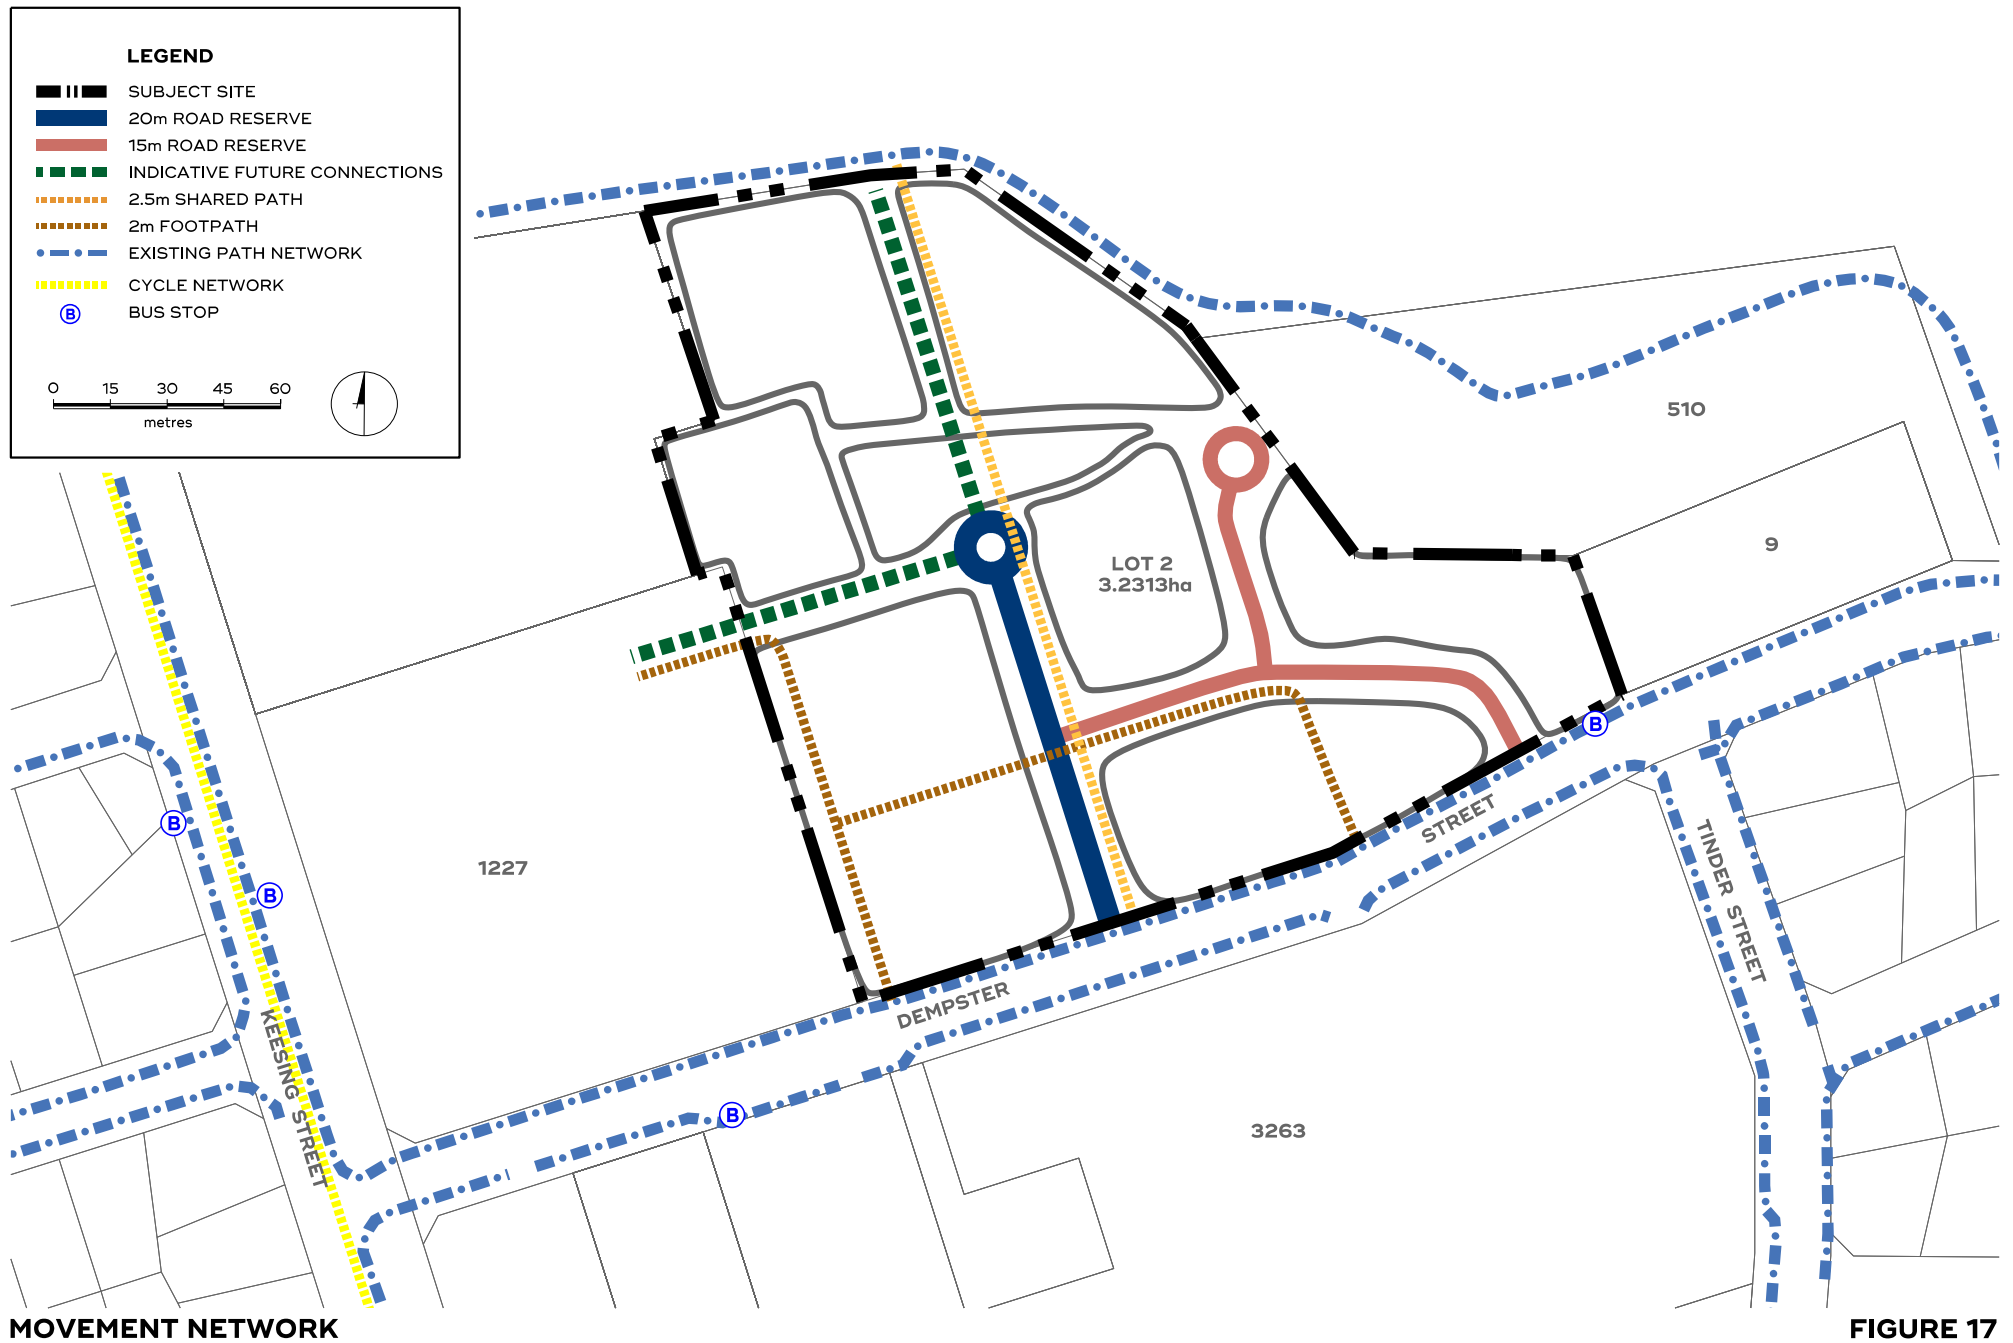 LEGEND
SUBJECT SITE
20m ROAD RESERVE
15m ROAD RESERVE
INDICATIVE FUTURE CONNECTIONS
2.5m SHARED PATH
2m FOOTPATH
EXISTING PATH NETWORK
CYCLE NETWORK
B BUS STOP
0 15 30 45 60
metres
510
9
LOT 2
3.2313ha
B
B
B
1227
STREET
TINDER STREET
DEMPSTER
KEESING STREET
B
3263
MOVEMENT NETWORK
FIGURE 17